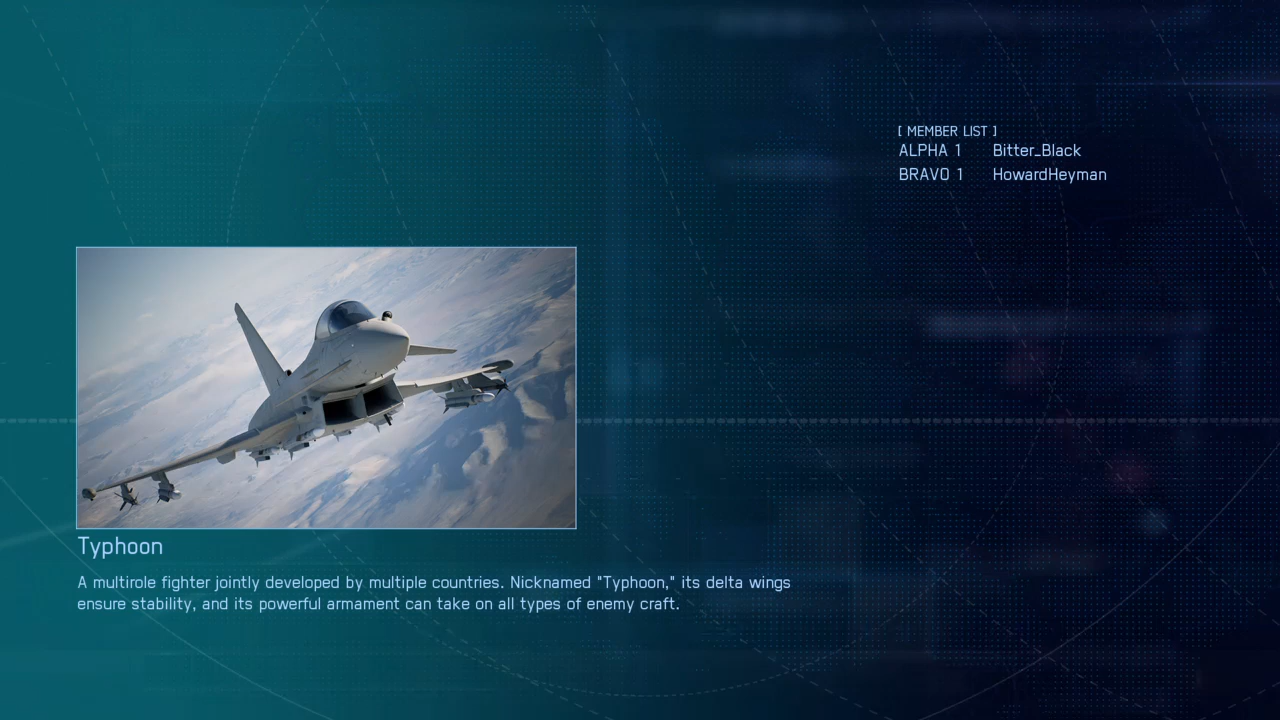 [ MEMBER LIST ]
ALPHA 1 Bitter_Black
BRAVO 1 HowardHeyman
Typhoon
A multirole fighter jointly developed by multiple countries. Nicknamed "Typhoon," its delta wings
ensure stability, and its powerful armament can take on all types of enemy craft.